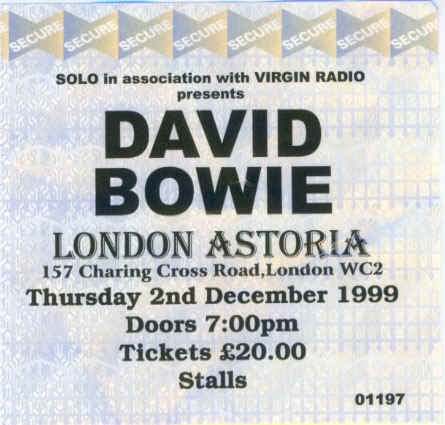 SECURE SECURE SECURE SECURE SECURE SECURE SECURE SECURE
SOLO in association with VIRGIN RADIO
presents
DAVID
BOWIE
LONDON ASTORIA
157 Charing Cross Road,London WC2
Thursday 2nd December 1999
Doors 7:00pm
Tickets £20.00
Stalls
01197